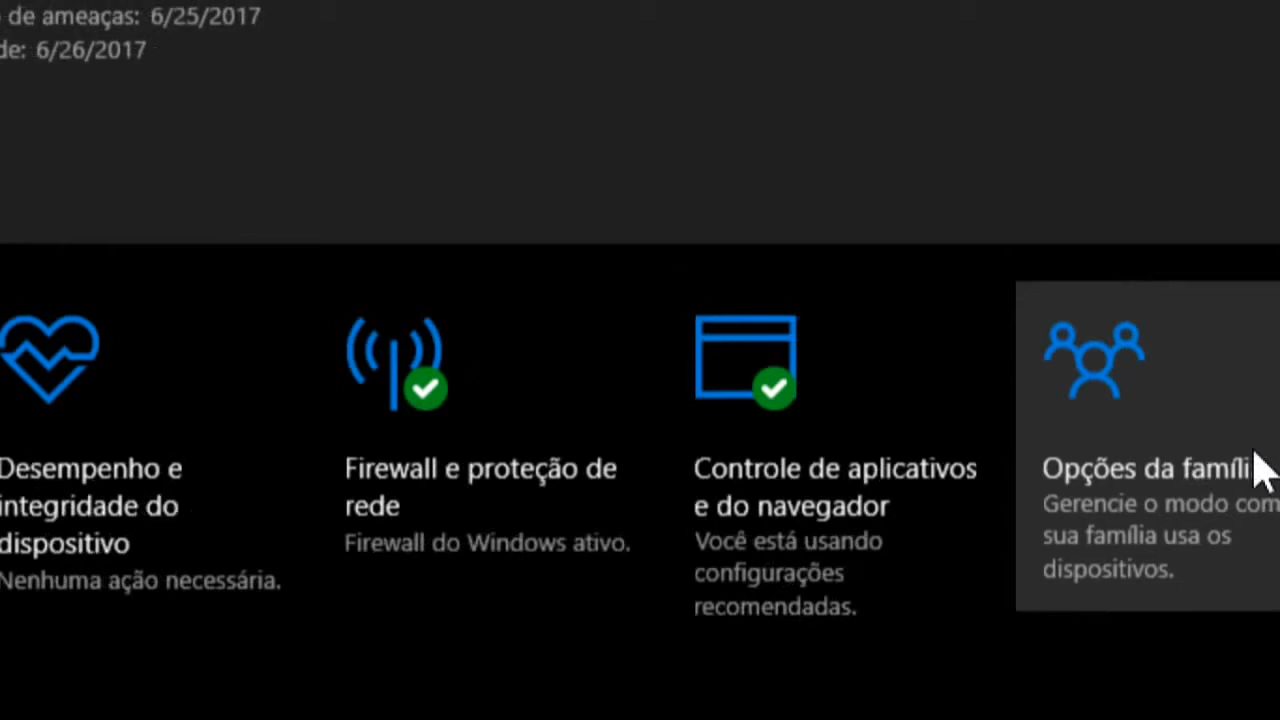 de ameaças: 6/25/2017
de: 6/26/2017
Desempenho e
integridade do
dispositivo
Nenhuma ação necessária.
Firewall e proteção de
rede
Firewall do Windows ativo.
Controle de aplicativos
e do navegador
Você está usando
configurações
recomendadas.
Opções da famíli
Gerencie o modo com
sua família usa os
dispositivos.